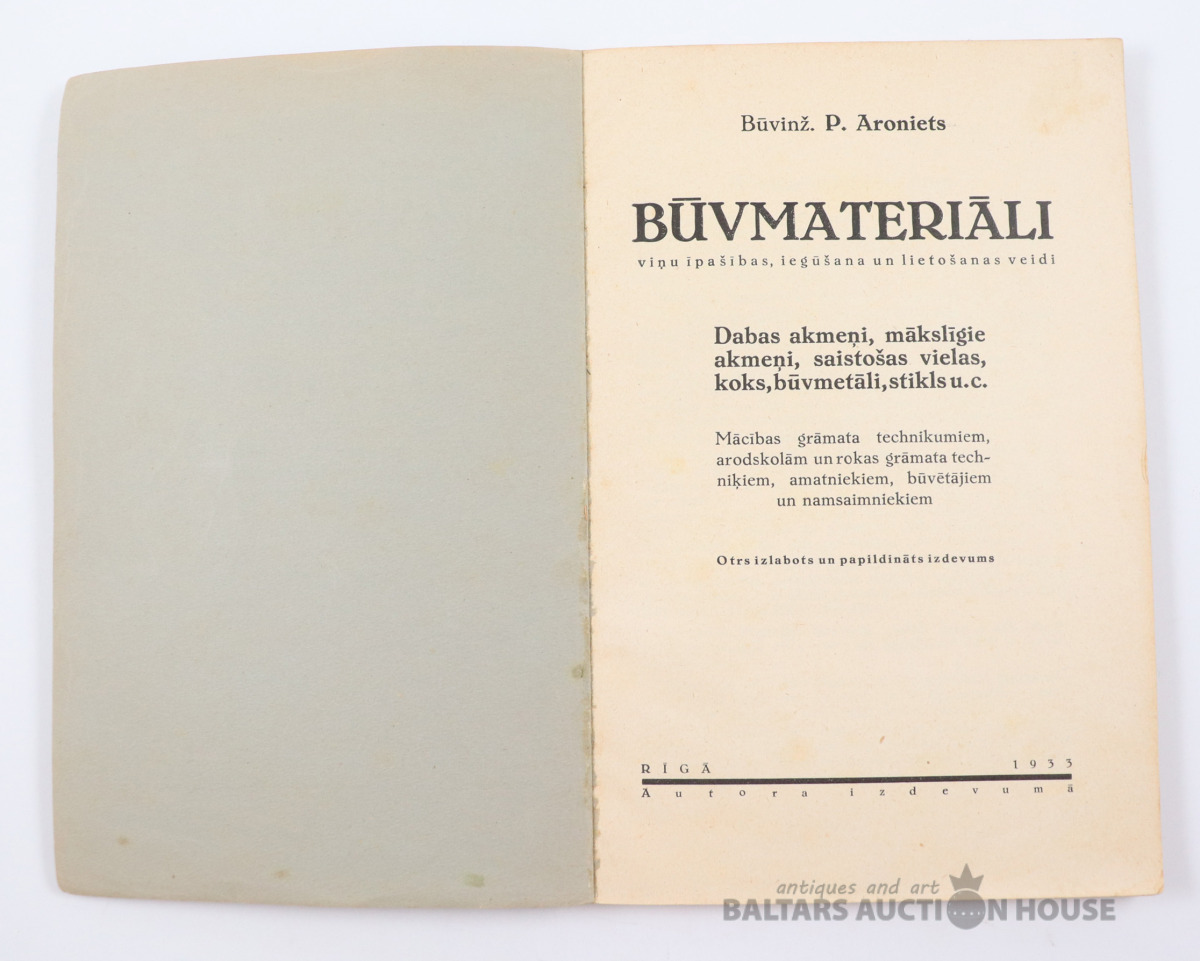 Būvinž. P. Aroniets
BŪVMATERIĀLI
viņu īpašības, iegūšana un lietošanas veidi
Dabas akmeņi, mākslīgie
akmeņi, saistošas vielas,
koks, būvmetāli, stikls u. c.
Mācības grāmata technikumiem,
arodskolām un rokas grāmata tech-
niķiem, amatniekiem, būvētājiem
un namsaimniekiem
Otrs izlabots un papildināts izdevums
RĪGĀ 1933
Autora izdevumā
antiques and art
BALTARS AUCTION HOUSE